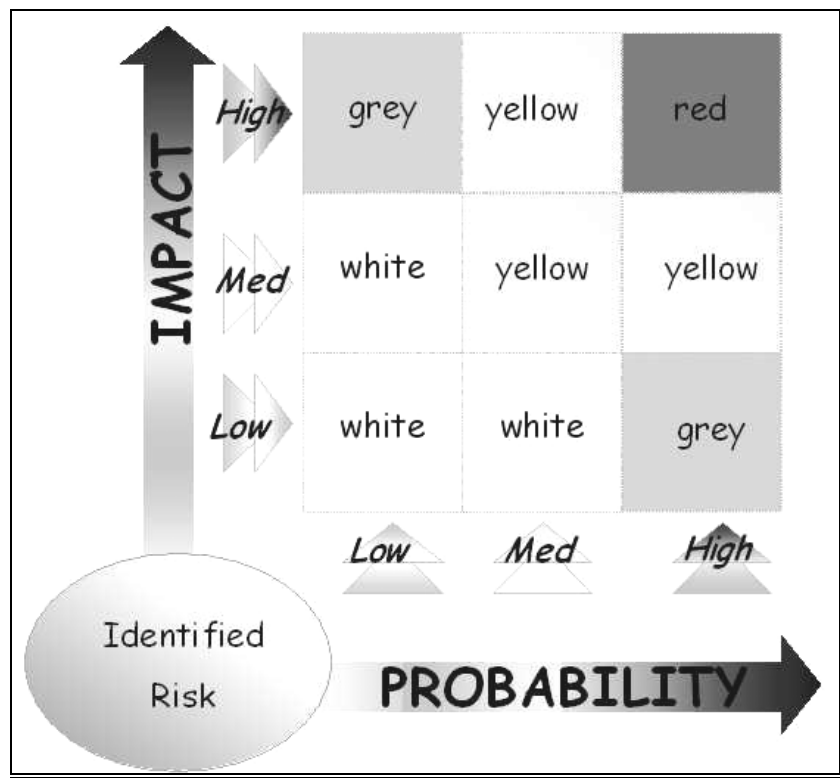 IMPACT
High
grey yellow red
Med
white yellow yellow
Low
white white grey
Low Med High
Identified
Risk
PROBABILITY